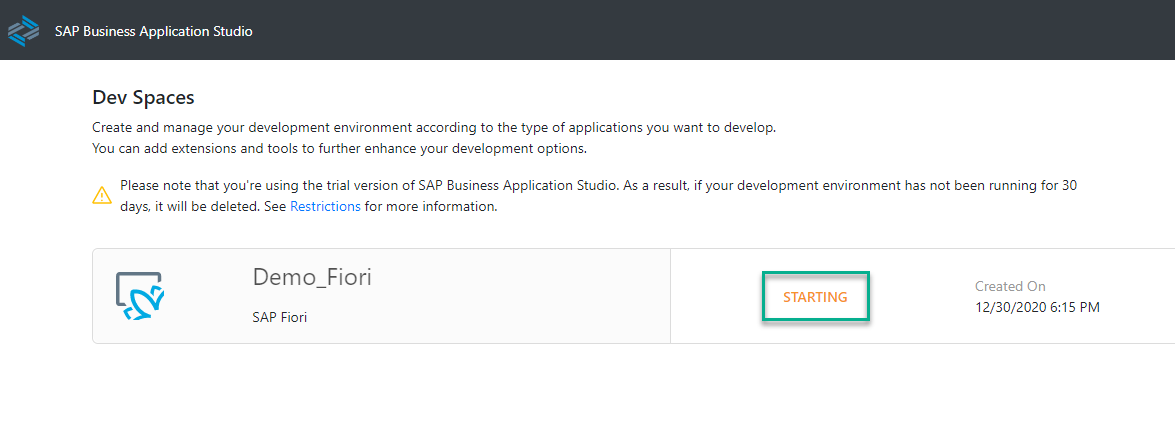 SAP Business Application Studio
Dev Spaces
Create and manage your development environment according to the type of applications you want to develop.
You can add extensions and tools to further enhance your development options.
Please note that you're using the trial version of SAP Business Application Studio. As a result, if your development environment has not been running for 30
days, it will be deleted. See Restrictions for more information.
Demo_Fiori
SAP Fiori
STARTING
Created On
12/30/2020 6:15 PM